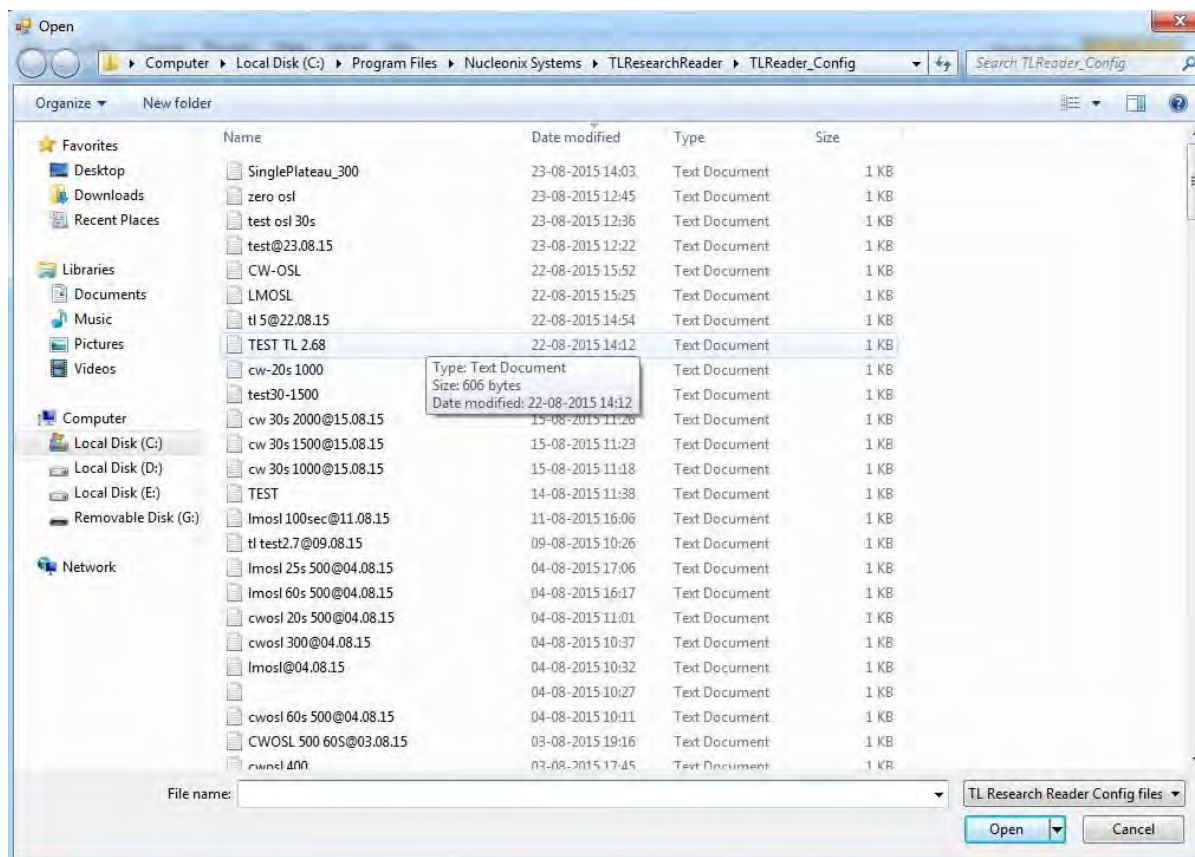 Open
Computer ▸ Local Disk (C:) ▸ Program Files ▸ Nucleonix Systems ▸ TLResearchReader ▸ TLReader_Config
Search TLReader_Config
Organize New folder
Favorites
Desktop
Downloads
Recent Places
Libraries
Documents
Music
Pictures
Videos
Computer
Local Disk (C:)
Local Disk (D:)
Local Disk (E:)
Removable Disk (G:)
Network
Name Date modified Type Size
SinglePlateau_300 23-08-2015 14:03 Text Document 1 KB
zero osl 23-08-2015 12:45 Text Document 1 KB
test osl 30s 23-08-2015 12:36 Text Document 1 KB
test@23.08.15 23-08-2015 12:22 Text Document 1 KB
CW-OSL 22-08-2015 15:52 Text Document 1 KB
LMOSL 22-08-2015 15:25 Text Document 1 KB
tl 5@22.08.15 22-08-2015 14:54 Text Document 1 KB
TEST TL 2.68 22-08-2015 14:12 Text Document 1 KB
cw-20s 1000 Text Document 1 KB
test30-1500 Text Document 1 KB
Type: Text Document
Size: 606 bytes
Date modified: 22-08-2015 14:12
cw 30s 2000@15.08.15 15-08-2015 11:26 Text Document 1 KB
cw 30s 1500@15.08.15 15-08-2015 11:23 Text Document 1 KB
cw 30s 1000@15.08.15 15-08-2015 11:18 Text Document 1 KB
TEST 14-08-2015 11:38 Text Document 1 KB
lmosl 100sec@11.08.15 11-08-2015 16:06 Text Document 1 KB
tl test2.7@09.08.15 09-08-2015 10:26 Text Document 1 KB
lmosl 25s 500@04.08.15 04-08-2015 17:06 Text Document 1 KB
lmosl 60s 500@04.08.15 04-08-2015 16:17 Text Document 1 KB
cwosl 20s 500@04.08.15 04-08-2015 11:01 Text Document 1 KB
cwosl 300@04.08.15 04-08-2015 10:37 Text Document 1 KB
lmosl@04.08.15 04-08-2015 10:32 Text Document 1 KB
04-08-2015 10:27 Text Document 1 KB
cwosl 60s 500@04.08.15 04-08-2015 10:11 Text Document 1 KB
CWOSL 500 60S@03.08.15 03-08-2015 19:16 Text Document 1 KB
cwosl 400 03-08-2015 17:45 Text Document 1 KB
File name:
TL Research Reader Config files
Open Cancel